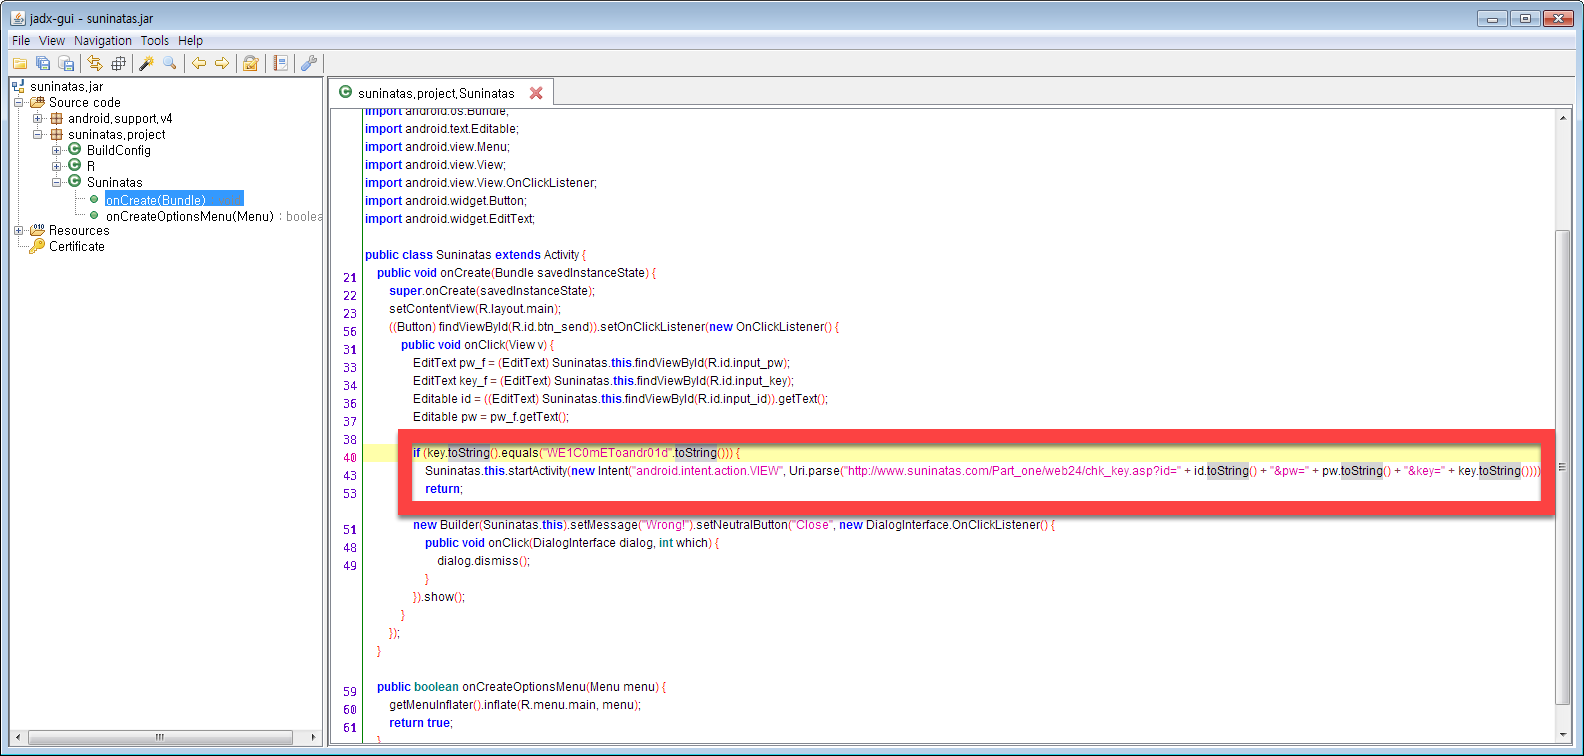 jadx-gui - suninatas.jar
File View Navigation Tools Help
suninatas.jar
Source code
android.support.v4
suninatas.project
BuildConfig
R
Suninatas
onCreate(Bundle)
onCreateOptionsMenu(Menu) : boolea
Resources
Certificate
suninatas.project.Suninatas
import android.os.Bundle;
import android.text.Editable;
import android.view.Menu;
import android.view.View;
import android.view.View.OnClickListener;
import android.widget.Button;
import android.widget.EditText;
public class Suninatas extends Activity {
21 public void onCreate(Bundle savedInstanceState) {
22 super.onCreate(savedInstanceState);
23 setContentView(R.layout.main);
56 ((Button) findViewById(R.id.btn_send)).setOnClickListener(new OnClickListener() {
31 public void onClick(View v) {
33 EditText pw_f = (EditText) Suninatas.this.findViewById(R.id.input_pw);
34 EditText key_f = (EditText) Suninatas.this.findViewById(R.id.input_key);
36 Editable id = ((EditText) Suninatas.this.findViewById(R.id.input_id)).getText();
37 Editable pw = pw_f.getText();
38
40 if (key.toString().equals("WE1C0mEToandr01d".toString())) {
43 Suninatas.this.startActivity(new Intent("android.intent.action.VIEW", Uri.parse("http://www.suninatas.com/Part_one/web24/chk_key.asp?id=" + id.toString() + "&pw=" + pw.toString() + "&key=" + key.toString())))
53 return;
51 new Builder(Suninatas.this).setMessage("Wrong!").setNeutralButton("Close", new DialogInterface.OnClickListener() {
48 public void onClick(DialogInterface dialog, int which) {
49 dialog.dismiss();
}
}).show();
}
});
}
59 public boolean onCreateOptionsMenu(Menu menu) {
60 getMenuInflater().inflate(R.menu.main, menu);
61 return true;
}